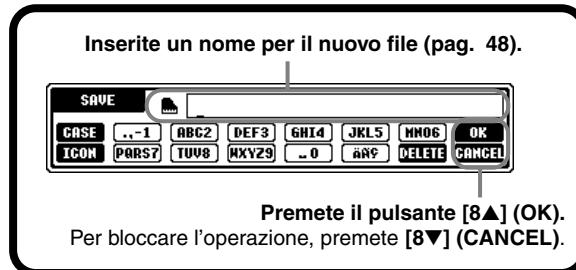 Inserite un nome per il nuovo file (pag. 48).
SAVE
CASE .,-1 ABC2 DEF3 GHI4 JKL5 MNO6 OK
ICON PQRS7 TUV8 WXYZ9 _0 äñç DELETE CANCEL
Premete il pulsante [8▲] (OK).
Per bloccare l'operazione, premete [8▼] (CANCEL).